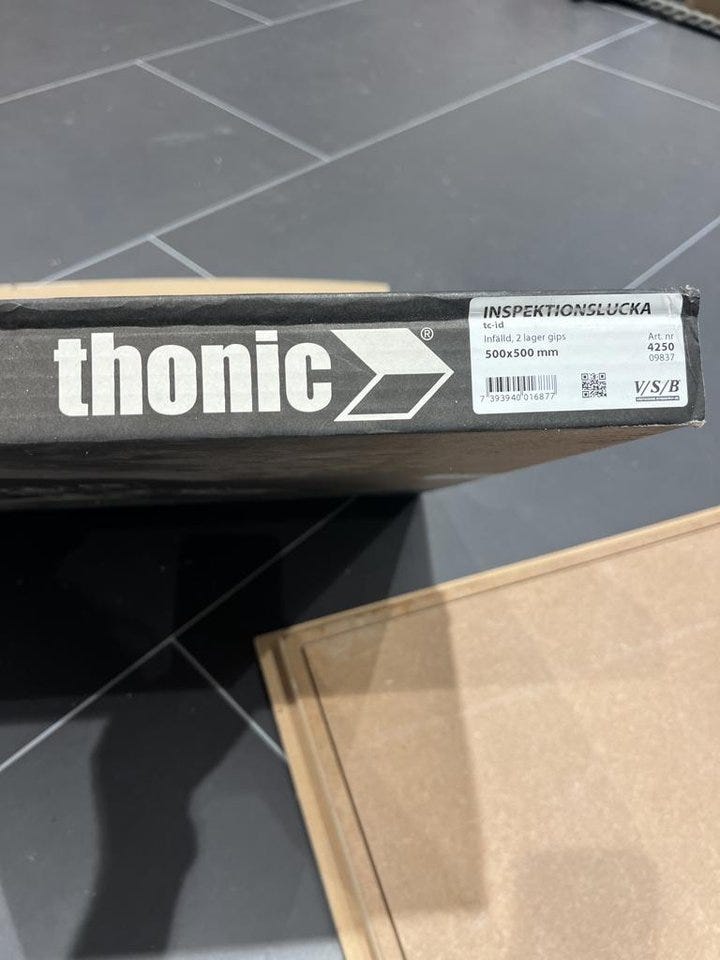 thonic®
INSPEKTIONSLUCKA
tc-id
Infälld, 2 lager gips
500x500 mm
Art. nr
4250
09837
7 393940 016877
V/S/B